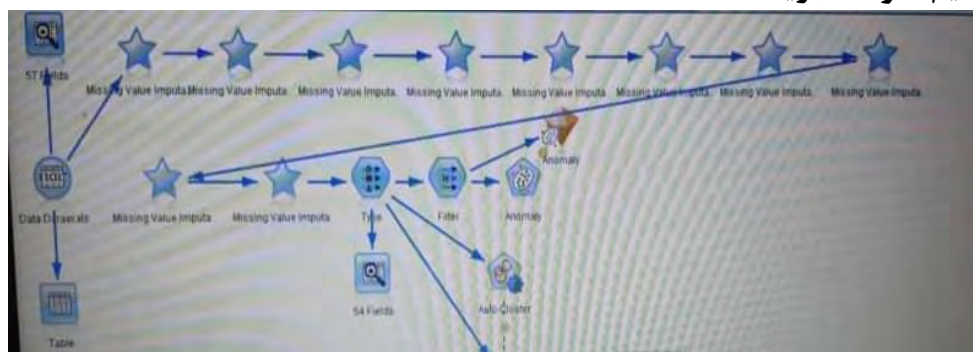 57 Fields
Missing Value Imputa
Missing Value Imputa.
Missing Value Imputa.
Missing Value Imputa.
Missing Value Imputa.
Missing Value Imputa.
Missing Value Imputa.
Missing Value Imputa.
Anomaly
Data
Missing Value Imputa
Missing Value Imputa
Type
Filter
Anomaly
54 Fields
Auto Cluster
Table